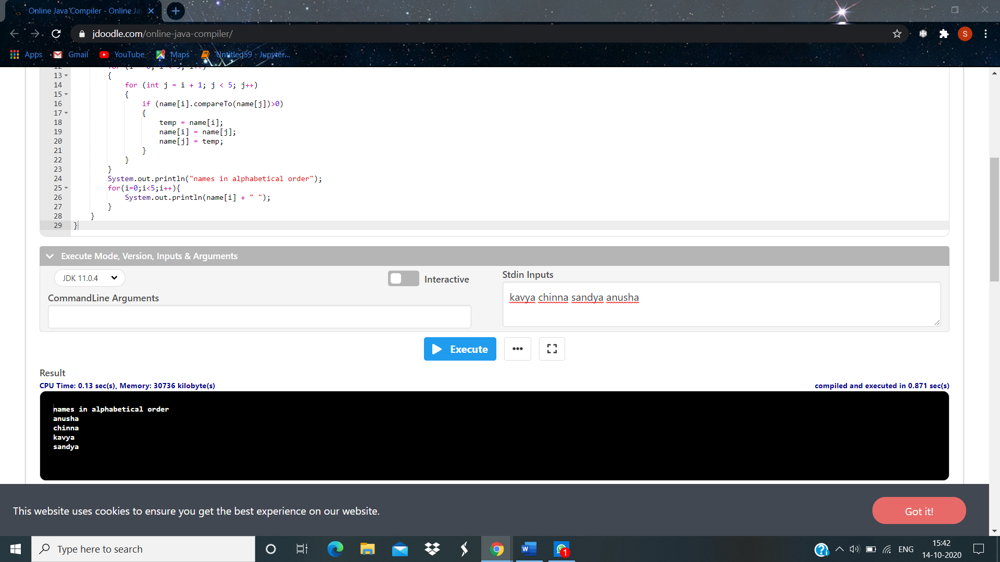 Online Java Compiler - Online Ja
jdoodle.com/online-java-compiler/
S
Apps Gmail YouTube Maps Untitled59 - Jupyter...
12 for (i = 0; i < 5; i++)
13 {
14 for (int j = i + 1; j < 5; j++)
15 {
16 if (name[i].compareTo(name[j])>0)
17 {
18 temp = name[i];
19 name[i] = name[j];
20 name[j] = temp;
21 }
22 }
23 }
24 System.out.println("names in alphabetical order");
25 for(i=0;i<5;i++){
26 System.out.println(name[i] + " ");
27 }
28 }
29 }
Execute Mode, Version, Inputs & Arguments
JDK 11.0.4
Interactive
Stdin Inputs
CommandLine Arguments
kavya chinna sandya anusha
Execute
Result
CPU Time: 0.13 sec(s), Memory: 30736 kilobyte(s)
compiled and executed in 0.871 sec(s)
names in alphabetical order
anusha
chinna
kavya
sandya
This website uses cookies to ensure you get the best experience on our website.
Got it!
Type here to search
W
1
ENG
15:42
14-10-2020